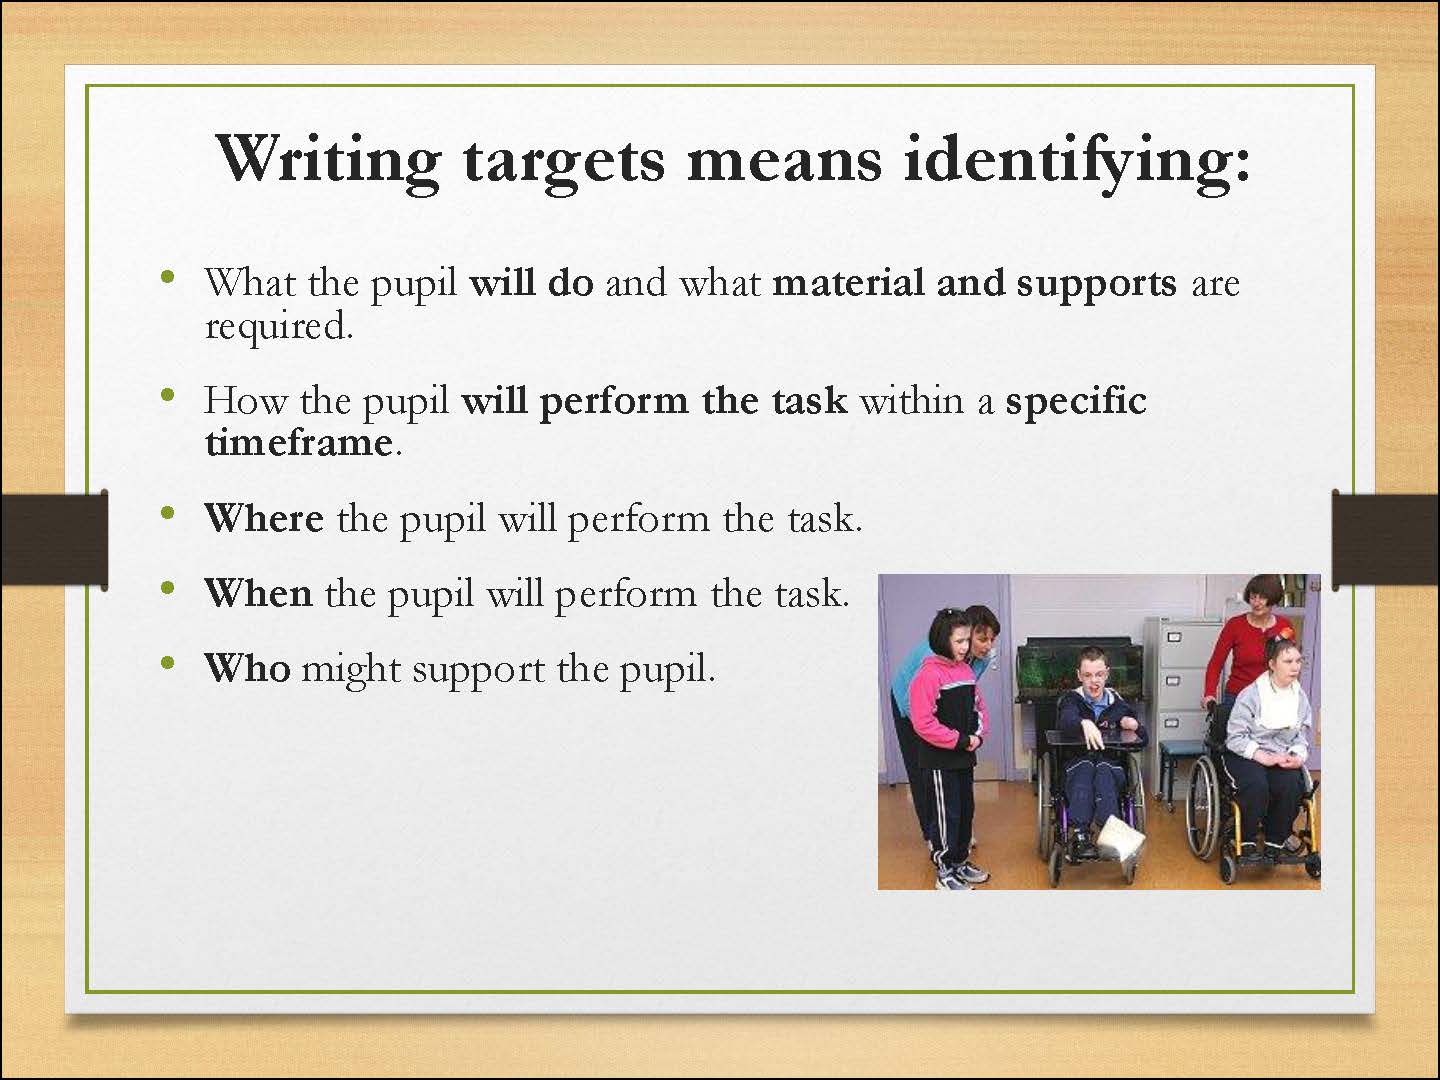 Writing targets means identifying:
• What the pupil will do and what material and supports are
required.
• How the pupil will perform the task within a specific
timeframe.
• Where the pupil will perform the task.
• When the pupil will perform the task.
• Who might support the pupil.